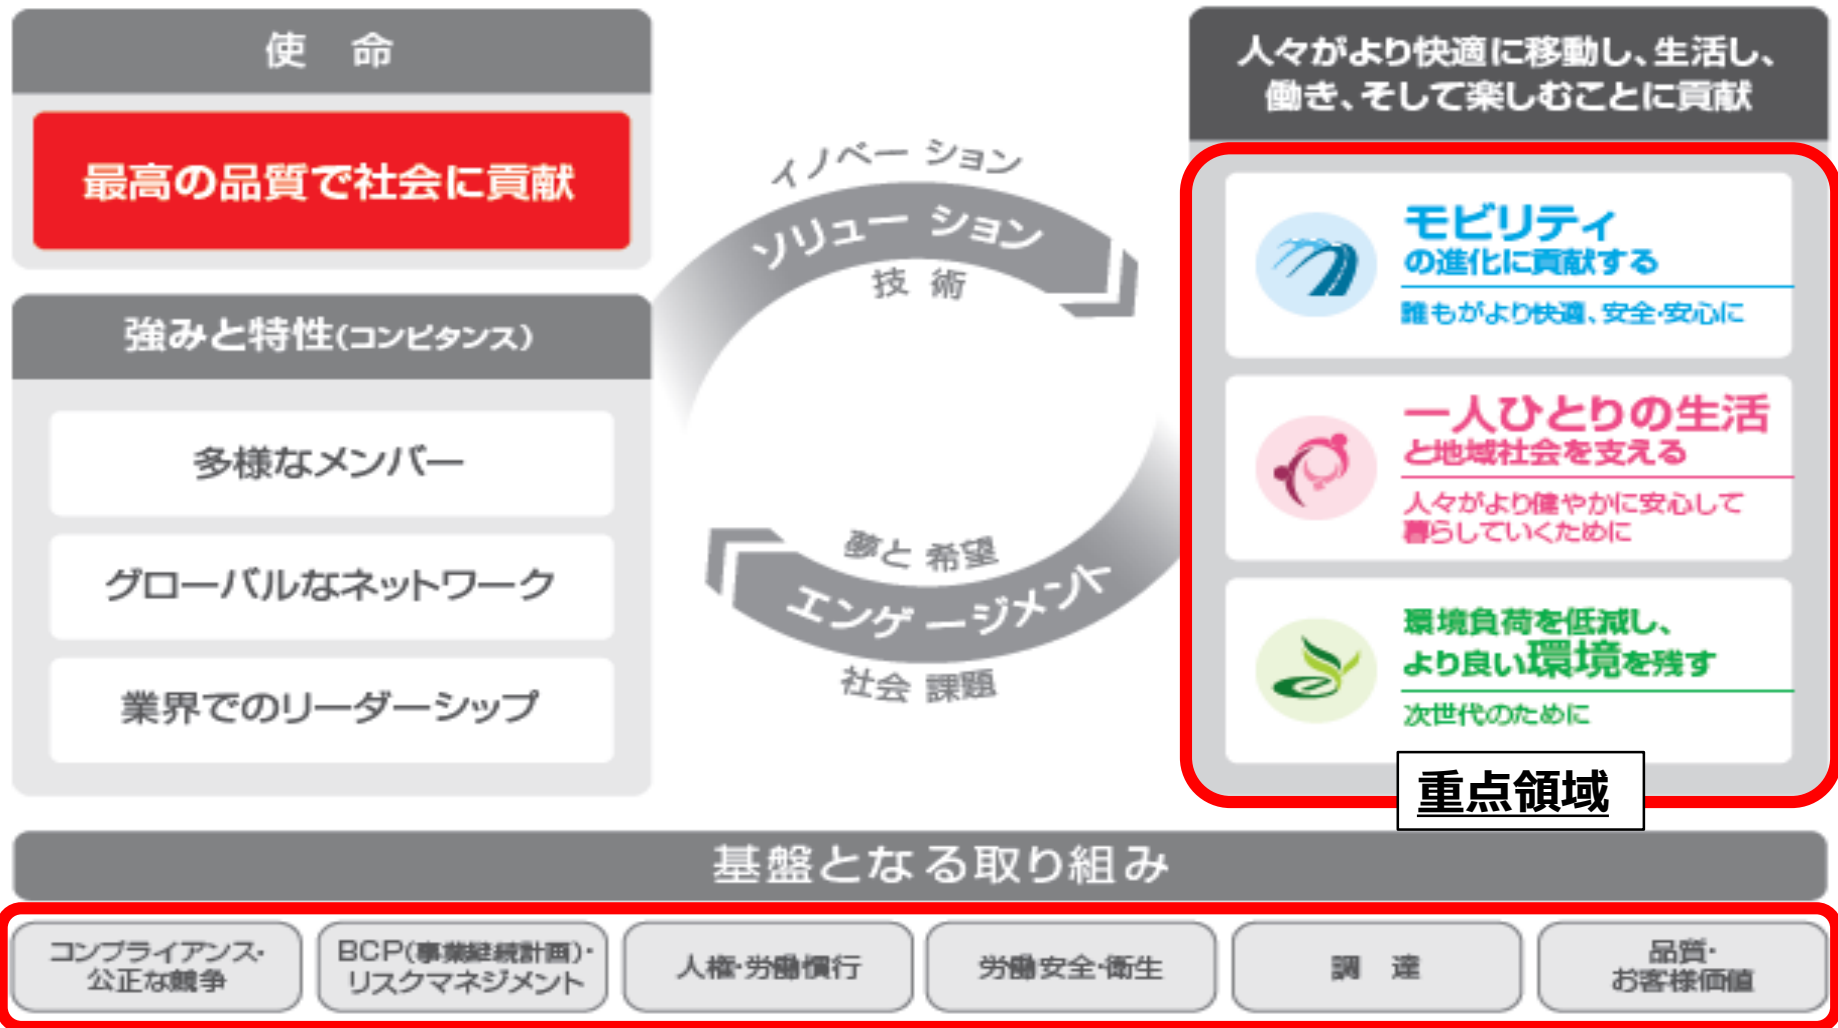 使 命
最高の品質で社会に貢献
強みと特性(コンピタンス)
多様なメンバー
グローバルなネットワーク
業界でのリーダーシップ
イノベーション
ソリューション
技術
夢と希望
エンゲージメント
社会課題
人々がより快適に移動し、生活し、
働き、そして楽しむことに貢献
モビリティ
の進化に貢献する
誰もがより快適、安全・安心に
一人ひとりの生活
と地域社会を支える
人々がより健やかに安心して
暮らしていくために
環境負荷を低減し、
より良い環境を残す
次世代のために
重点領域
基盤となる取り組み
コンプライアンス・
公正な競争
BCP(事業継続計画)・
リスクマネジメント
人権・労働慣行
労働安全・衛生
調 達
品質・
お客様価値